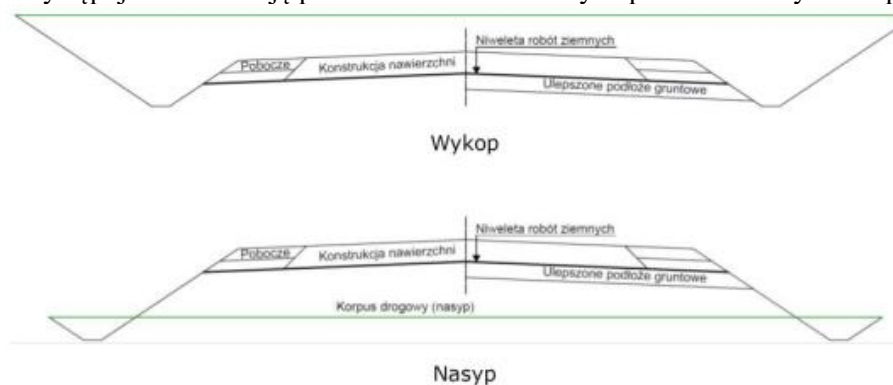 Niweleta robót ziemnych
Pobocze
Konstrukcja nawierzchni
Ulepszone podłoże gruntowe
Wykop
Niweleta robót ziemnych
Pobocze
Konstrukcja nawierzchni
Ulepszone podłoże gruntowe
Korpus drogowy (nasyp)
Nasyp